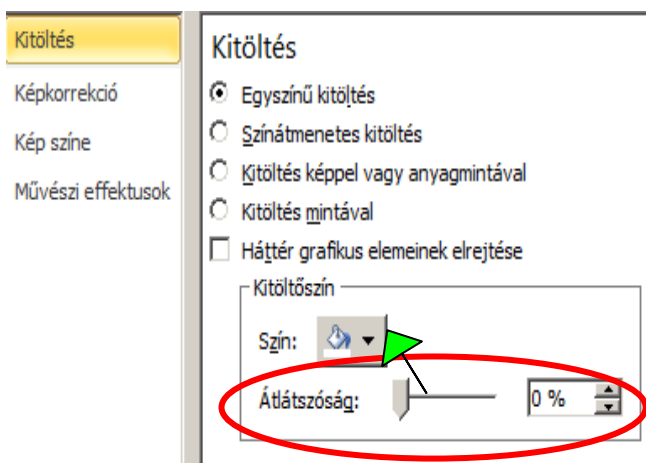 Kitöltés
Képkorrekció
Kép színe
Művészi effektusok
Kitöltés
Egyszínű kitöltés
Színátmenetes kitöltés
Kitöltés képpel vagy anyagmintával
Kitöltés mintával
Háttér grafikus elemeinek elrejtése
Kitöltőszín
Szín:
Átlátszóság: 0 %